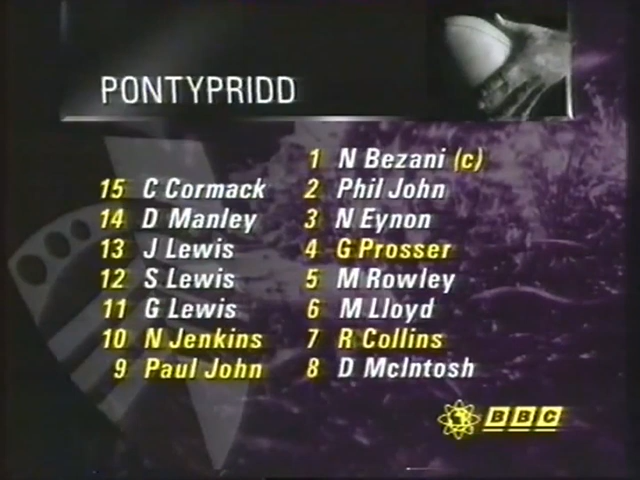 PONTYPRIDD
1 N Bezani (c)
15 C Cormack 2 Phil John
14 D Manley 3 N Eynon
13 J Lewis 4 G Prosser
12 S Lewis 5 M Rowley
11 G Lewis 6 M Lloyd
10 N Jenkins 7 R Collins
9 Paul John 8 D McIntosh
BBC